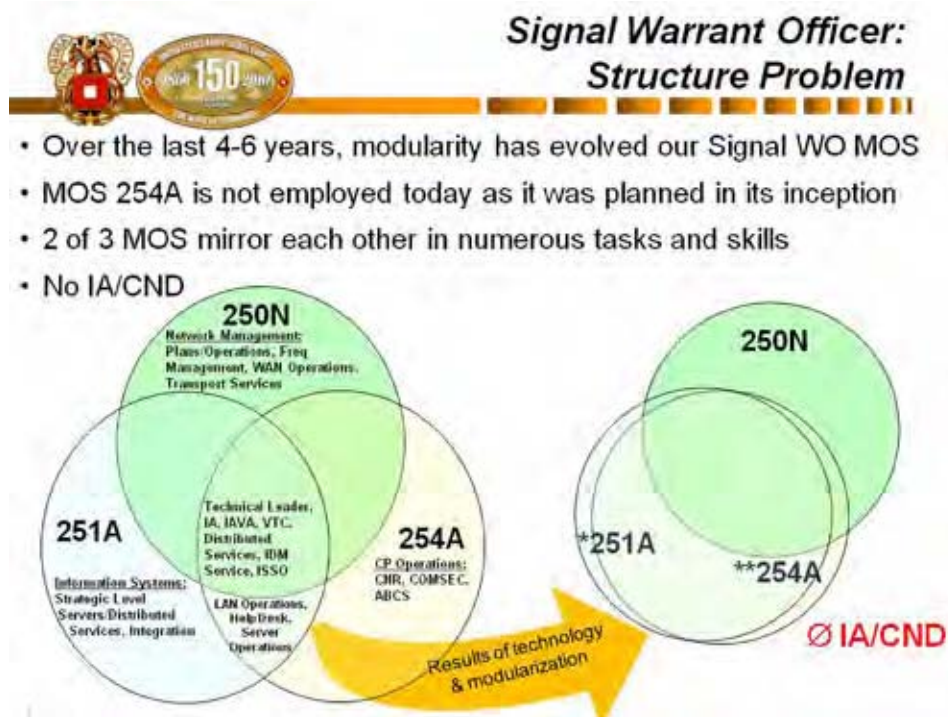 Signal Warrant Officer:
Structure Problem
150
• Over the last 4-6 years, modularity has evolved our Signal WO MOS
• MOS 254A is not employed today as it was planned in its inception
• 2 of 3 MOS mirror each other in numerous tasks and skills
• No IA/CND
250N
Network Management:
Plans/Operations, Freq
Management, WAN Operations,
Transport Services
251A
Information Systems:
Strategic Level
Servers/Distributed
Services, Integration
Technical Leader,
IA, IAVA, VTC,
Distributed
Services, IDM
Service, ISSO
254A
CP Operations:
CNR, COMSEC,
ABCS
LAN Operations,
HelpDesk,
Server
Operations
Results of technology
& modularization
250N
*251A
**254A
Ø IA/CND